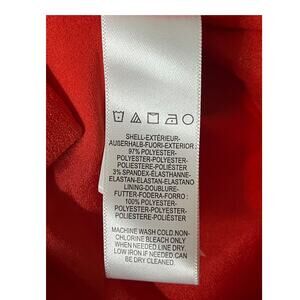 SHELL-EXTÉRIEUR-
AUßERHALB-FUORI-EXTERIOR:
97% POLYESTER-
POLYESTER-POLYESTER-
POLIESTERE-POLIÉSTER
3% SPANDEX-ÉLASTHANNE-
ELASTAN-ELASTAN-ELASTANO
LINING-DOUBLURE-
FUTTER-FODERA-FORRO:
100% POLYESTER-
POLYESTER-POLYESTER-
POLIESTERE-POLIÉSTER
MACHINE WASH COLD.NON-
CHLORINE BLEACH ONLY
WHEN NEEDED.LINE DRY.
LOW IRON IF NEEDED.CAN
BE DRY CLEANED.